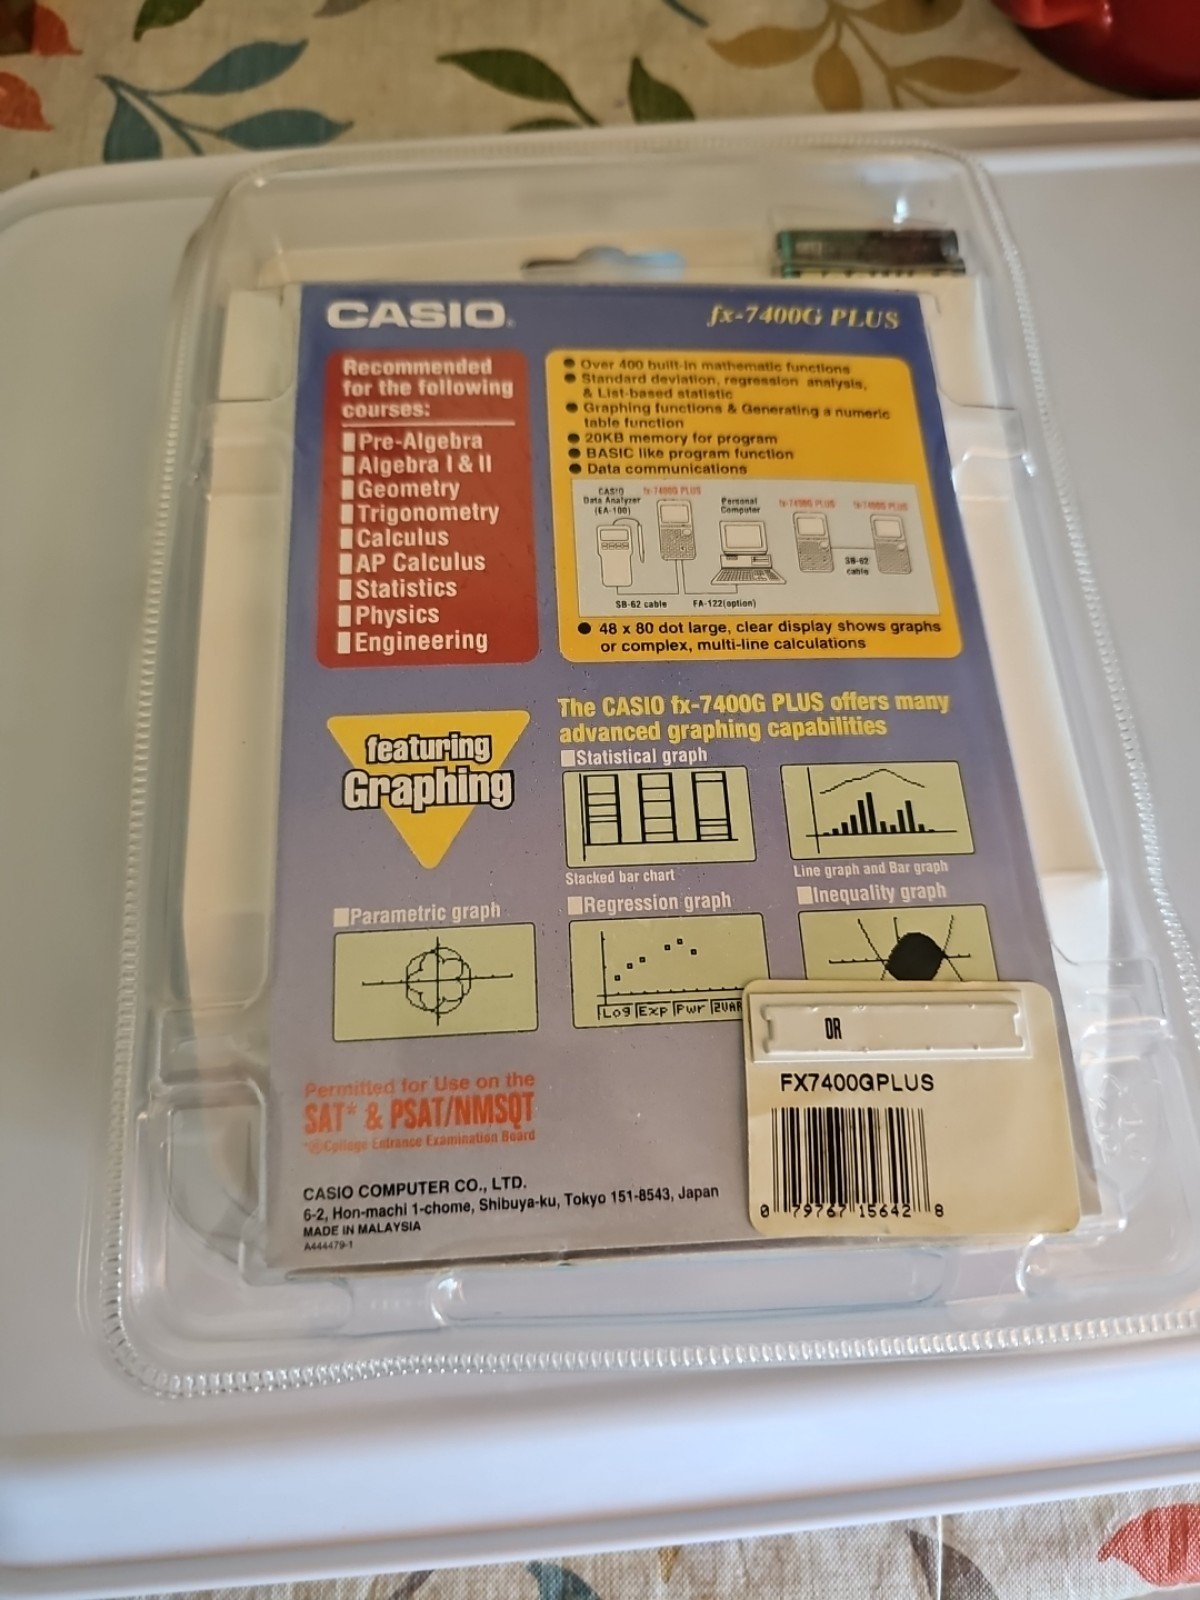 CASIO®
fx-7400G PLUS
Recommended
for the following
courses:
Pre-Algebra
Algebra I & II
Geometry
Trigonometry
Calculus
AP Calculus
Statistics
Physics
Engineering
Over 400 built-in mathematic functions
Standard deviation, regression analysis,
& List-based statistic
Graphing functions & Generating a numeric
table function
20KB memory for program
BASIC like program function
Data communications
CASIO
Data Analyzer
(EA-100)
fx-7400G PLUS
Personal
Computer
fx-7400G PLUS
fx-7400G PLUS
SB-62
cable
SB-62 cable
FA-122(option)
48 x 80 dot large, clear display shows graphs
or complex, multi-line calculations
featuring
Graphing
The CASIO fx-7400G PLUS offers many
advanced graphing capabilities
Statistical graph
Stacked bar chart
Line graph and Bar graph
Parametric graph
Regression graph
Inequality graph
Log Exp Pwr 2VAR
Permitted for Use on the
SAT* & PSAT/NMSQT
*College Entrance Examination Board
CASIO COMPUTER CO., LTD.
6-2, Hon-machi 1-chome, Shibuya-ku, Tokyo 151-8543, Japan
MADE IN MALAYSIA
A444479-1
DR
FX7400GPLUS
0 79767 15642 8